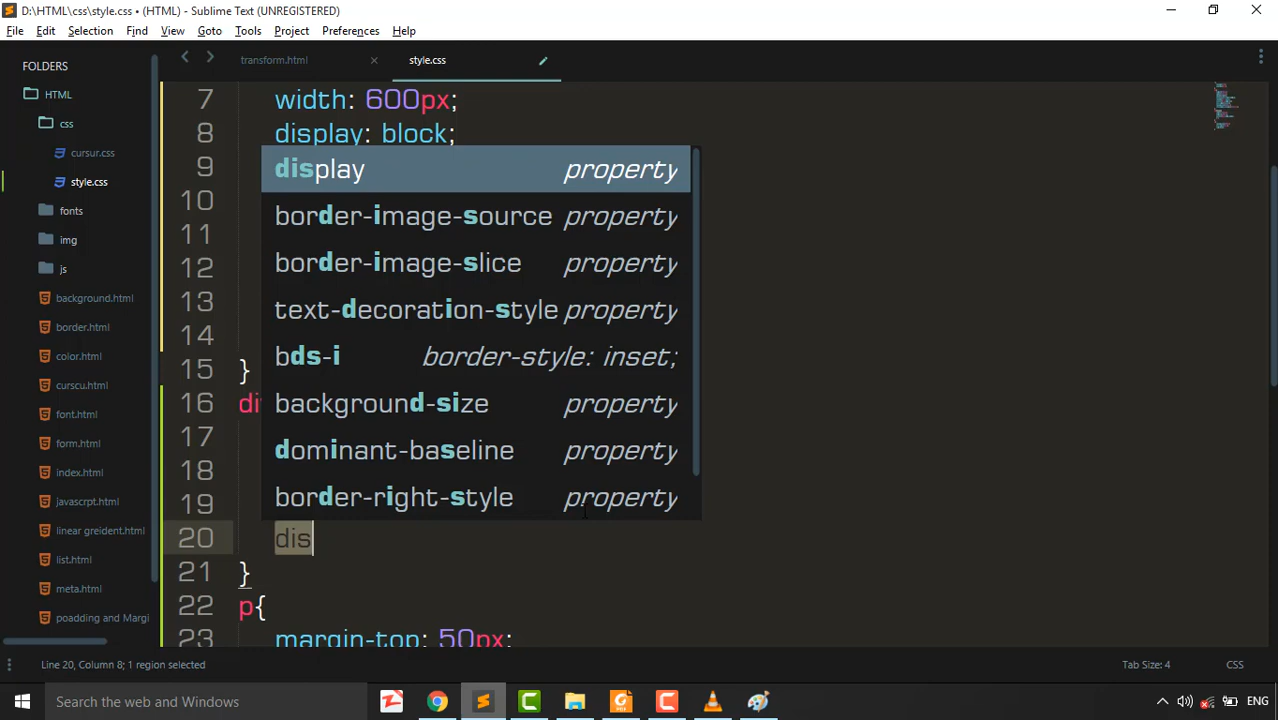 D:\HTML\css\style.css • (HTML) - Sublime Text (UNREGISTERED)
File Edit Selection Find View Goto Tools Project Preferences Help
FOLDERS
HTML
css
cursur.css
style.css
fonts
img
js
background.html
border.html
color.html
curscu.html
font.html
form.html
index.html
javascrpt.html
linear greident.html
list.html
meta.html
poadding and Margi
transform.html
style.css
7 width: 600px;
8 display: block;
9
10
11
12
13
14
15 }
16 di
17
18
19
20 dis
21 }
22 p{
23 margin-top: 50px;
display property
border-image-source property
border-image-slice property
text-decoration-style property
bds-i border-style: inset;
background-size property
dominant-baseline property
border-right-style property
Line 20, Column 8; 1 region selected
Tab Size: 4
CSS
Search the web and Windows
ENG